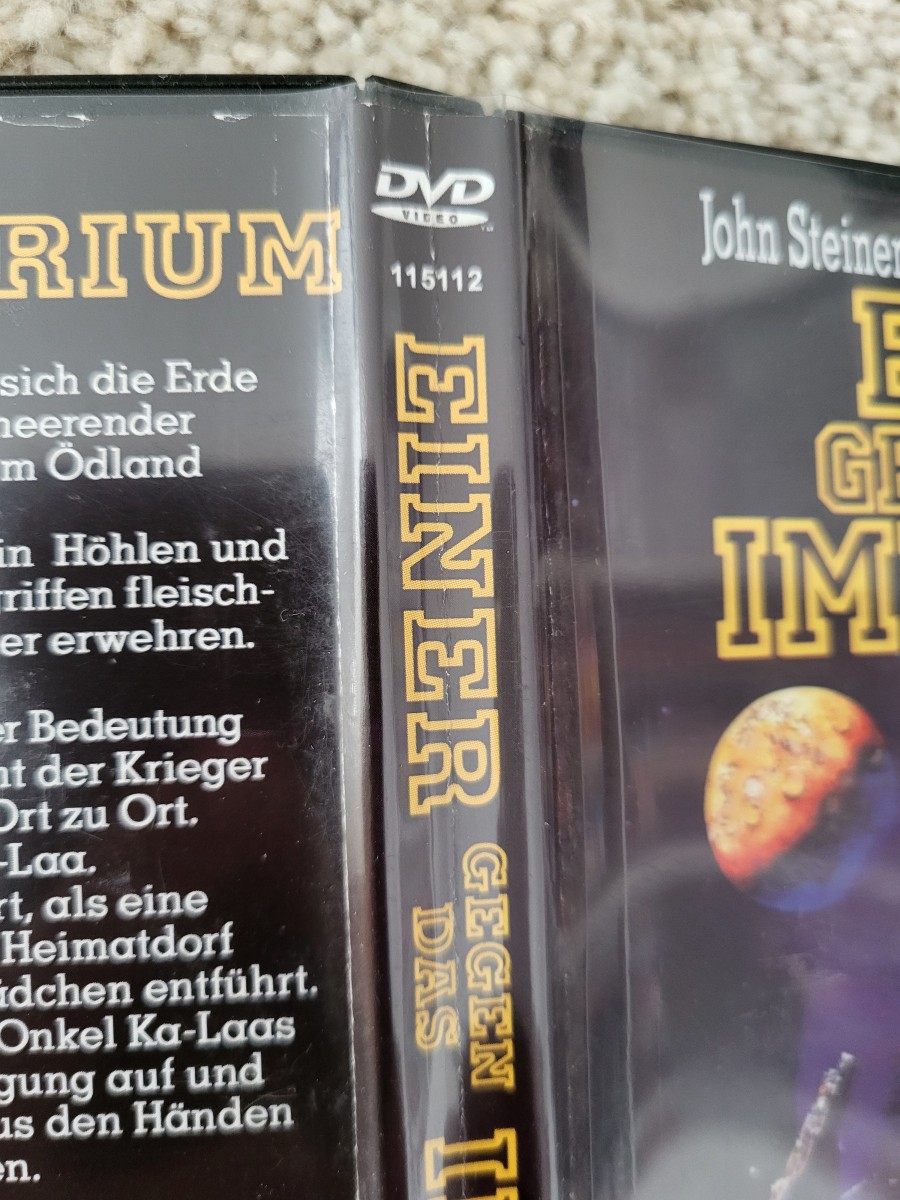 RIUM
sich die Erde
heerender
m Ödland
in Höhlen und
griffen fleisch-
er erwehren.
er Bedeutung
nt der Krieger
Ort zu Ort.
-Laa.
rt, als eine
Heimatdorf
ädchen entführt.
Onkel Ka-Laas
gung auf und
us den Händen
en.
DVD
VIDEO
115112
EINER
GEGEN
DAS
John Steiner
E
GE
IM